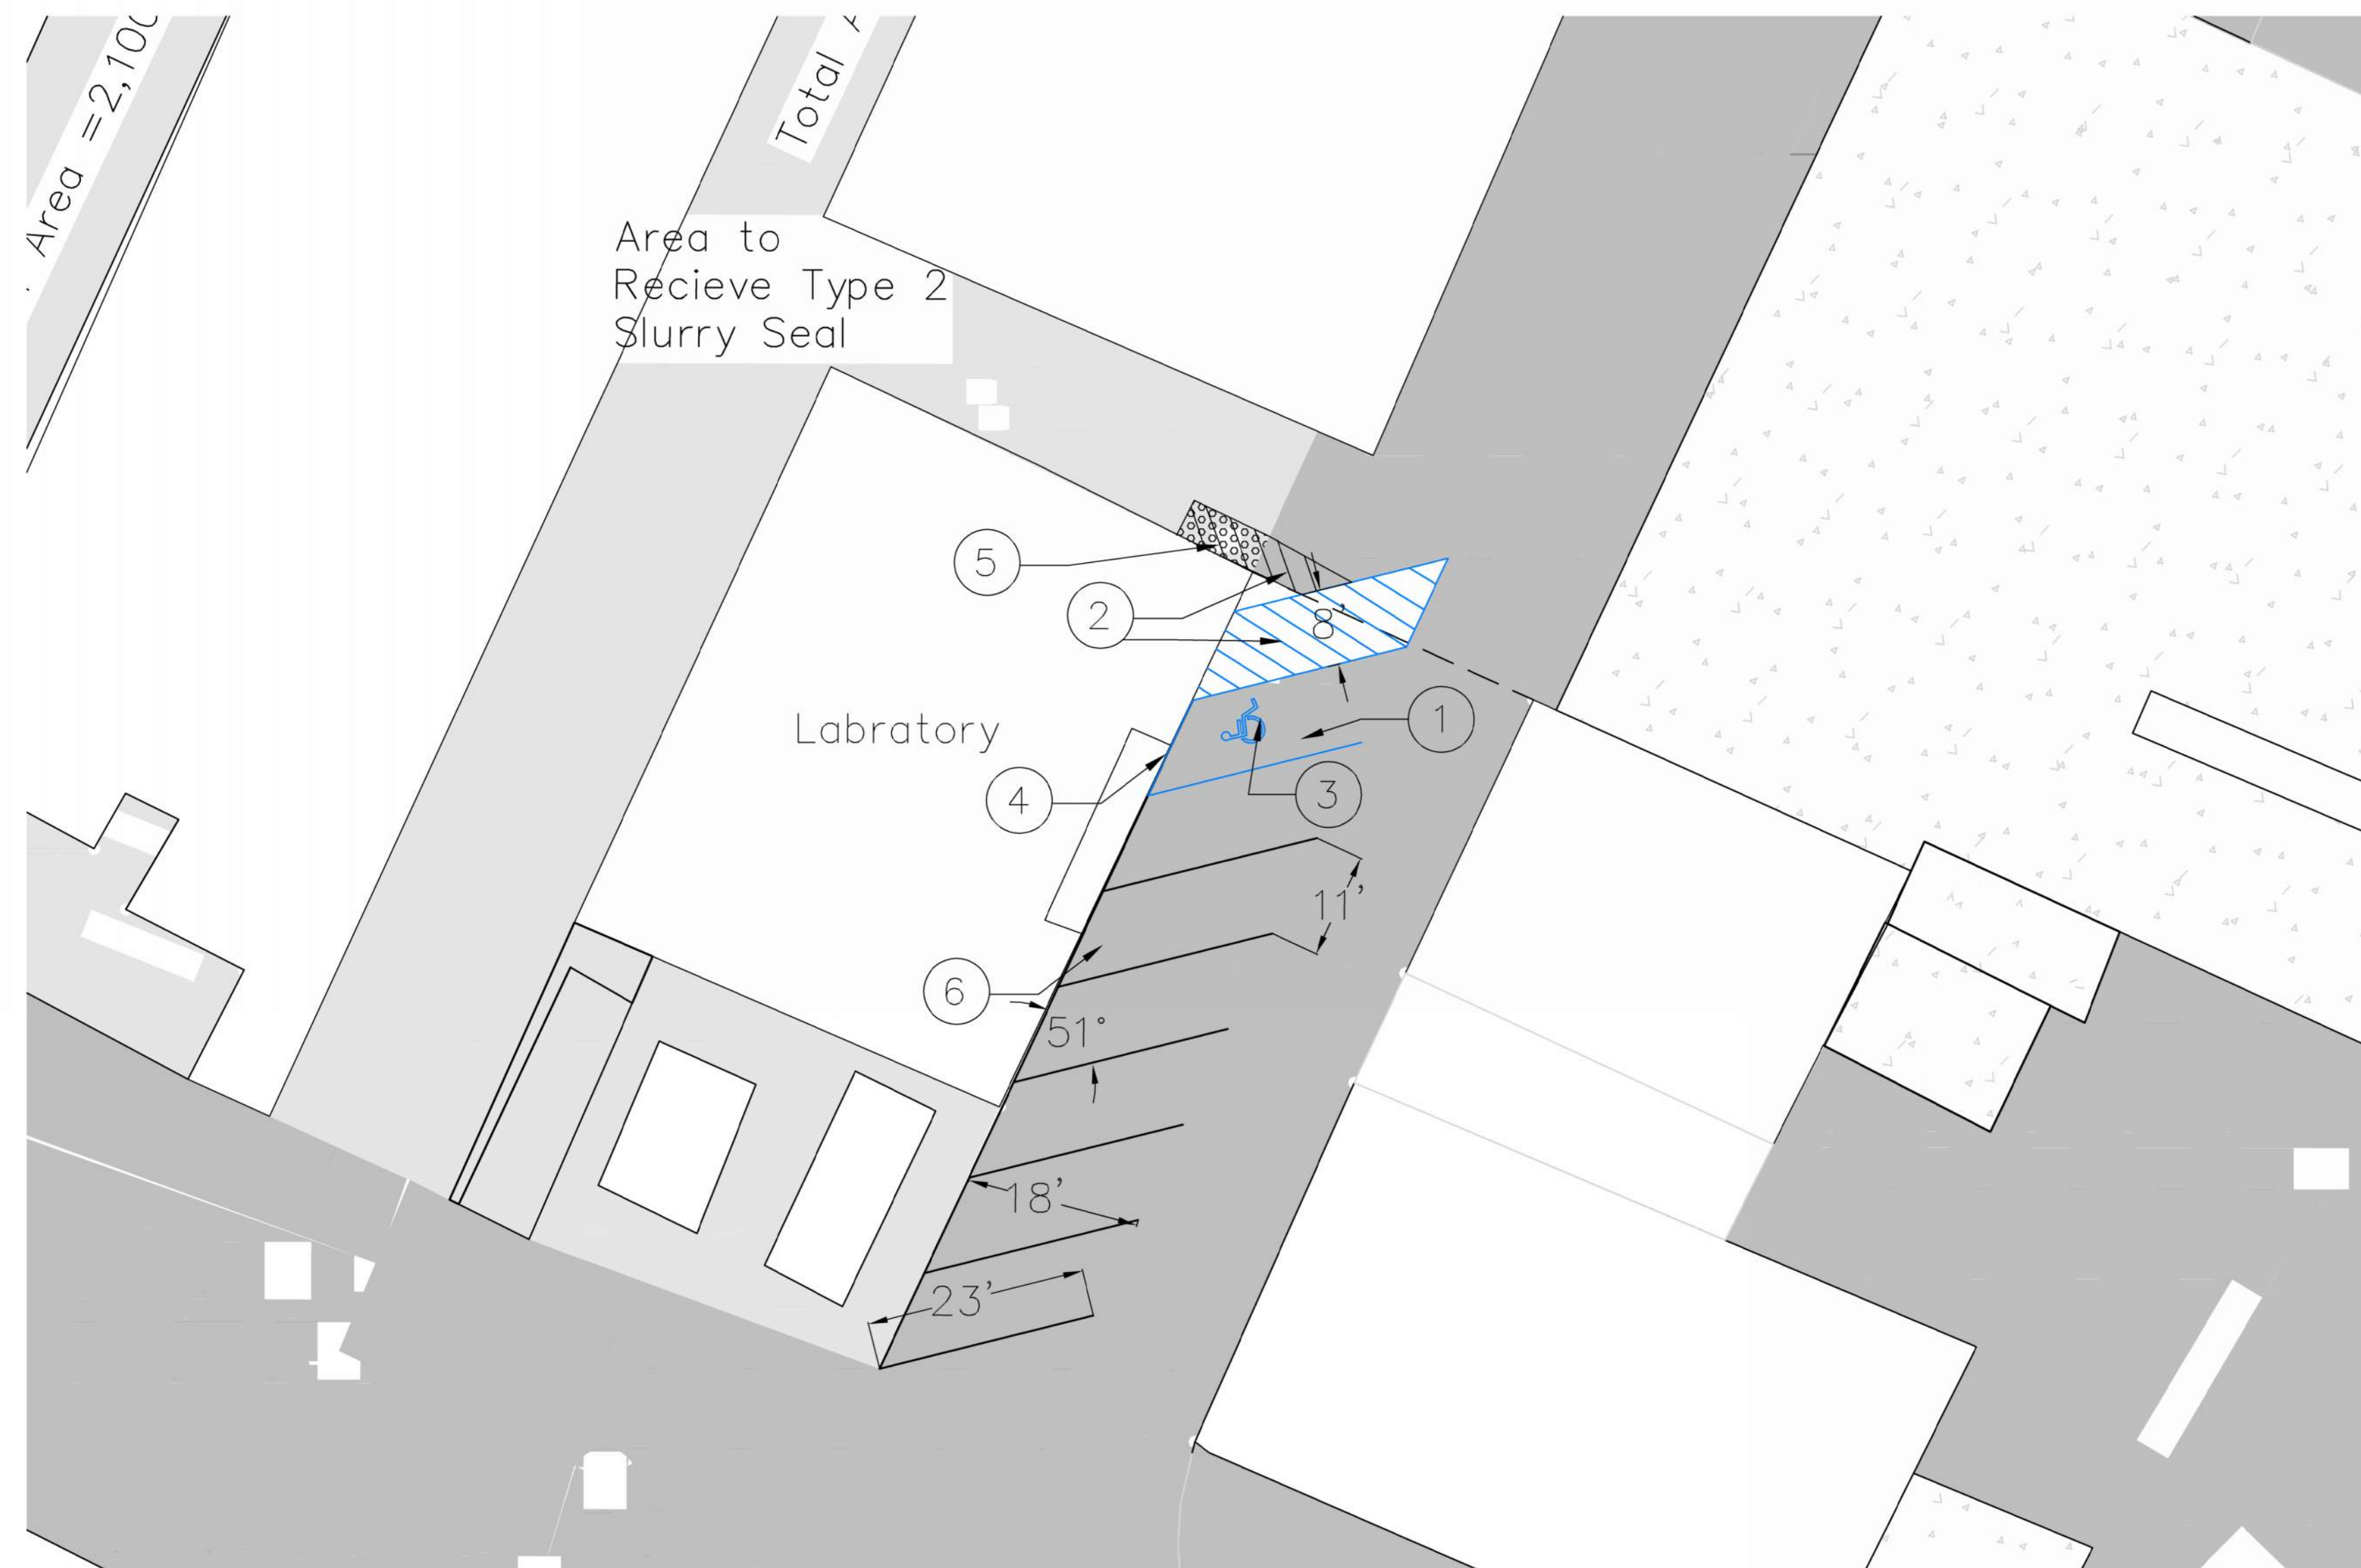 Area =2,100
Total
Area to
Recieve Type 2
Slurry Seal
5
2
8'
1
Labratory
4
3
11'
6
51°
18'
23'